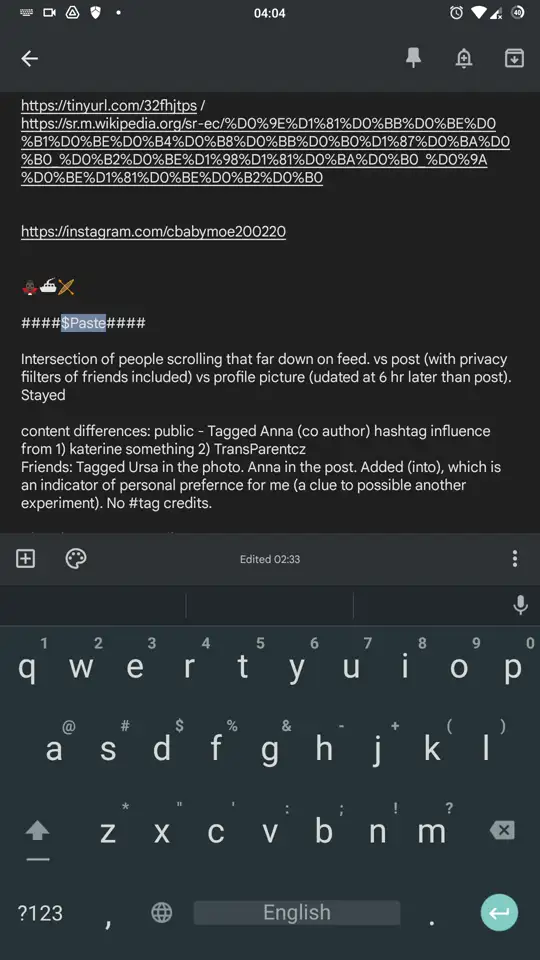 04:04
40
https://tinyurl.com/32fhjtps /
https://sr.m.wikipedia.org/sr-ec/%D0%9E%D1%81%D0%BB%D0%BE%D0
%B1%D0%BE%D0%B4%D0%B8%D0%BB%D0%B0%D1%87%D0%BA%D0
%B0_%D0%B2%D0%BE%D1%98%D1%81%D0%BA%D0%B0_%D0%9A
%D0%BE%D1%81%D0%BE%D0%B2%D0%B0
https://instagram.com/cbabymoe200220
####$Paste####
Intersection of people scrolling that far down on feed. vs post (with privacy
fiilters of friends included) vs profile picture (udated at 6 hr later than post).
Stayed
content differences: public - Tagged Anna (co author) hashtag influence
from 1) katerine something 2) TransParentcz
Friends: Tagged Ursa in the photo. Anna in the post. Added (into), which is
an indicator of personal prefernce for me (a clue to possible another
experiment). No #tag credits.
Edited 02:33
1 2 3 4 5 6 7 8 9 0
q w e r t y u i o p
@ # $ % & - + ( )
a s d f g h j k l
* " ' : ; ! ?
z x c v b n m
?123 , English .